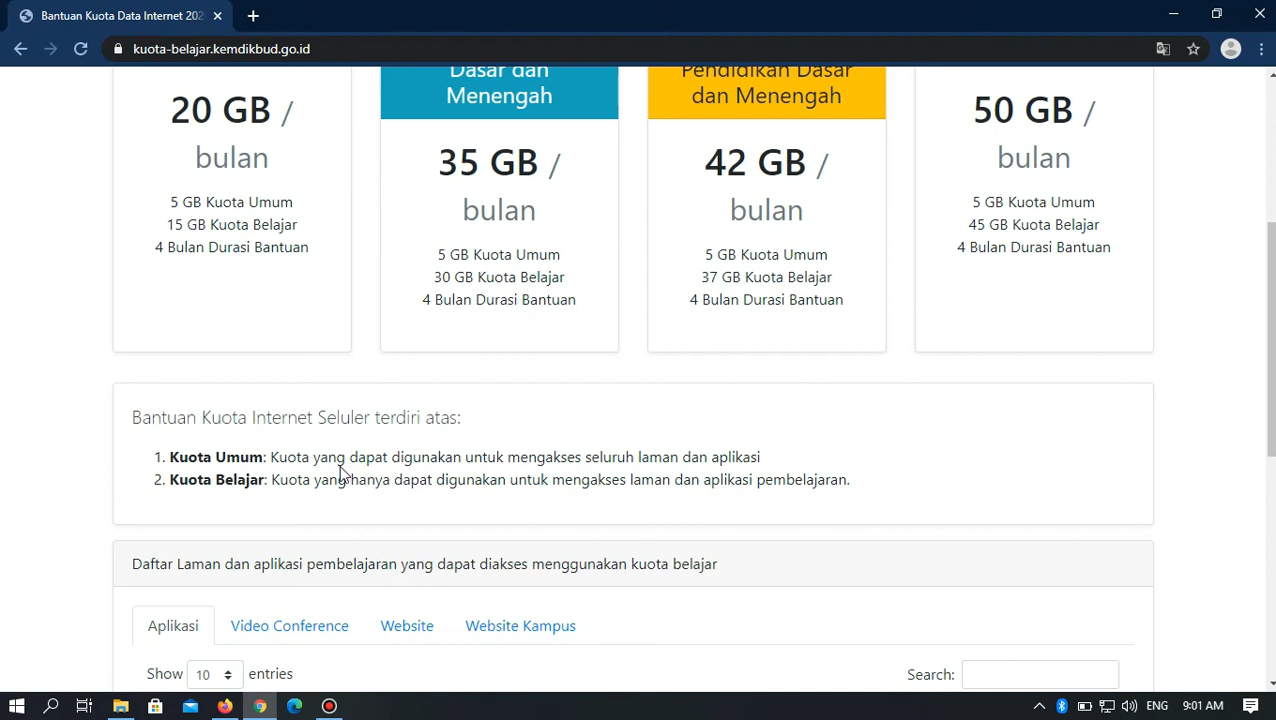 Bantuan Kuota Data Internet 202
kuota-belajar.kemdikbud.go.id
20 GB /
bulan
5 GB Kuota Umum
15 GB Kuota Belajar
4 Bulan Durasi Bantuan
Dasar dan
Menengah
35 GB /
bulan
5 GB Kuota Umum
30 GB Kuota Belajar
4 Bulan Durasi Bantuan
Pendidikan Dasar
dan Menengah
42 GB /
bulan
5 GB Kuota Umum
37 GB Kuota Belajar
4 Bulan Durasi Bantuan
50 GB /
bulan
5 GB Kuota Umum
45 GB Kuota Belajar
4 Bulan Durasi Bantuan
Bantuan Kuota Internet Seluler terdiri atas:
1. Kuota Umum: Kuota yang dapat digunakan untuk mengakses seluruh laman dan aplikasi
2. Kuota Belajar: Kuota yang hanya dapat digunakan untuk mengakses laman dan aplikasi pembelajaran.
Daftar Laman dan aplikasi pembelajaran yang dapat diakses menggunakan kuota belajar
Aplikasi Video Conference Website Website Kampus
Show 10 entries Search:
ENG 9:01 AM